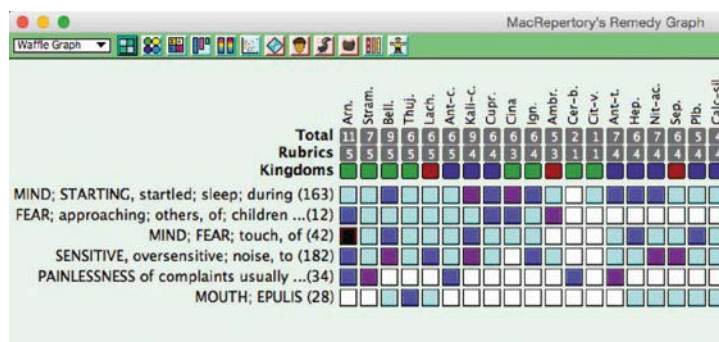 MacRepertory's Remedy Graph
Waffle Graph
Arn. Stram. Bell. Thuj. Lach. Ant-c. Kali-c. Cupr. Cina Ign. Ambr. Cer-b. Cit-v. Ant-t. Hep. Nit-ac. Sep. Plb. Calc-sil
Total 11 7 9 6 6 6 9 6 6 6 5 2 1 7 6 7 6 5 4
Rubrics 5 5 5 5 5 5 4 4 3 4 3 1 1 4 4 4 4 4 4
Kingdoms
MIND; STARTING, startled; sleep; during (163)
FEAR; approaching; others, of; children ...(12)
MIND; FEAR; touch, of (42)
SENSITIVE, oversensitive; noise, to (182)
PAINLESSNESS of complaints usually ...(34)
MOUTH; EPULIS (28)